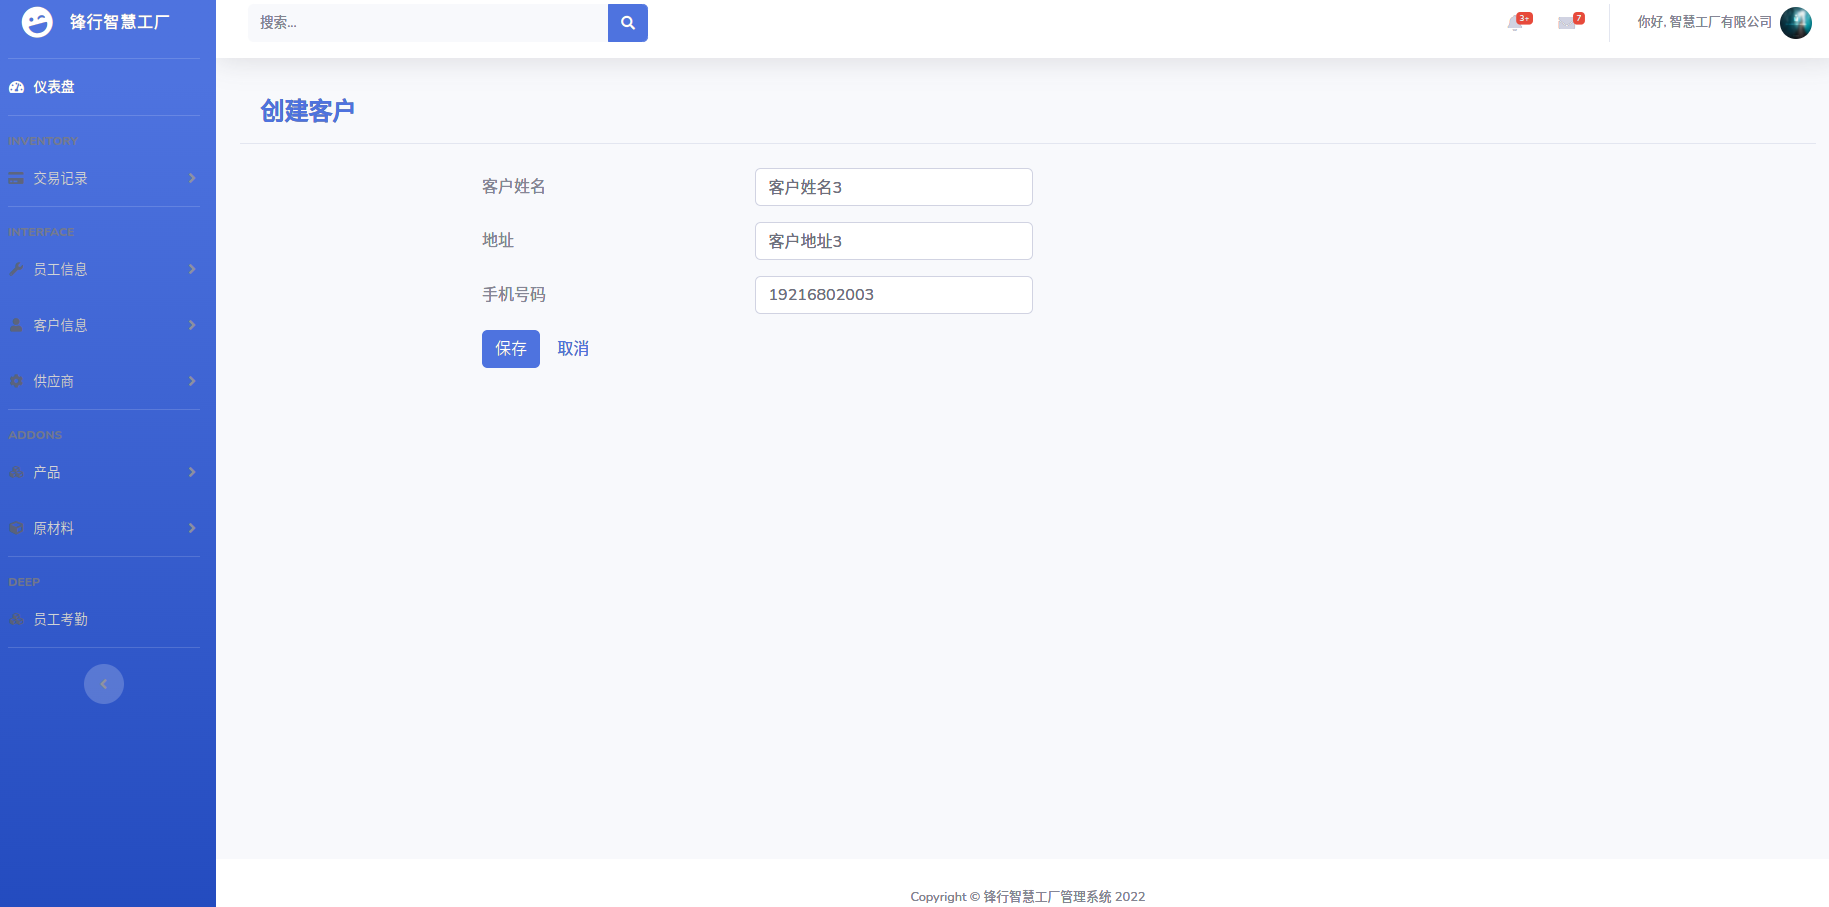 锋行智慧工厂
搜索...
3+
7
你好, 智慧工厂有限公司
仪表盘
INVENTORY
交易记录
INTERFACE
员工信息
客户信息
供应商
ADDONS
产品
原材料
DEEP
员工考勤
创建客户
客户姓名
客户姓名3
地址
客户地址3
手机号码
19216802003
保存
取消
Copyright © 锋行智慧工厂管理系统 2022